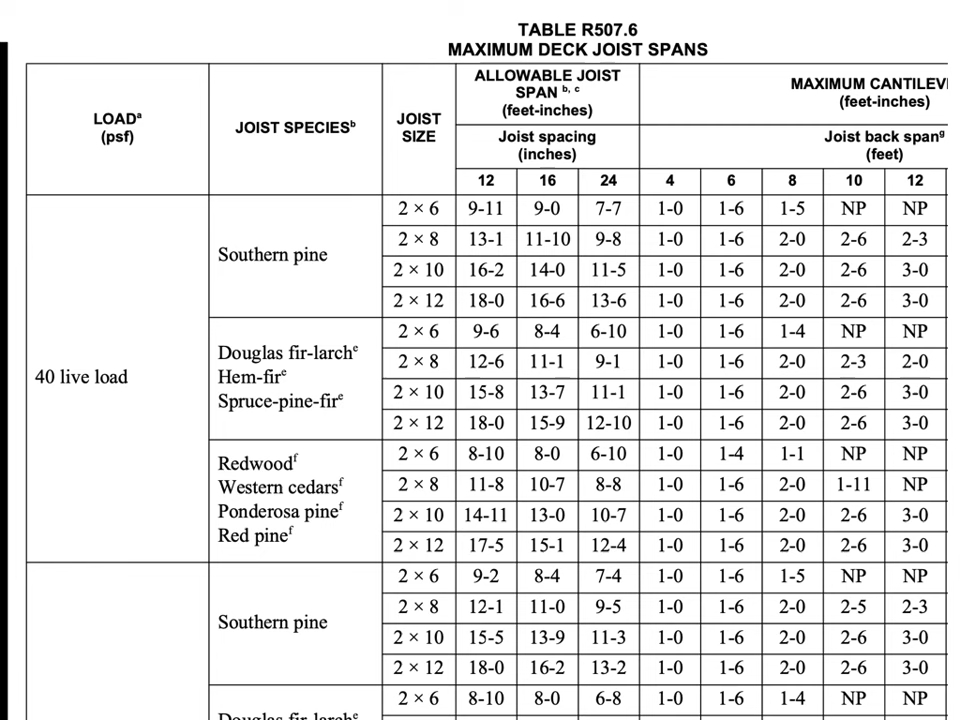 TABLE R507.6
MAXIMUM DECK JOIST SPANS
LOADᵃ (psf) JOIST SPECIESᵇ JOIST SIZE ALLOWABLE JOIST SPAN ᵇ, ᶜ (feet-inches) MAXIMUM (feet-inches)
Joist spacing (inches) Joist back spanᵍ (feet)
12 16 24 4 6 8 10 12
40 live load
Southern pine
2 × 6 9-11 9-0 7-7 1-0 1-6 1-5 NP NP
2 × 8 13-1 11-10 9-8 1-0 1-6 2-0 2-6 2-3
2 × 10 16-2 14-0 11-5 1-0 1-6 2-0 2-6 3-0
2 × 12 18-0 16-6 13-6 1-0 1-6 2-0 2-6 3-0
Douglas fir-larchᵉ
Hem-firᵉ
Spruce-pine-firᵉ
2 × 6 9-6 8-4 6-10 1-0 1-6 1-4 NP NP
2 × 8 12-6 11-1 9-1 1-0 1-6 2-0 2-3 2-0
2 × 10 15-8 13-7 11-1 1-0 1-6 2-0 2-6 3-0
2 × 12 18-0 15-9 12-10 1-0 1-6 2-0 2-6 3-0
Redwoodᶠ
Western cedarsᶠ
Ponderosa pineᶠ
Red pineᶠ
2 × 6 8-10 8-0 6-10 1-0 1-4 1-1 NP NP
2 × 8 11-8 10-7 8-8 1-0 1-6 2-0 1-11 NP
2 × 10 14-11 13-0 10-7 1-0 1-6 2-0 2-6 3-0
2 × 12 17-5 15-1 12-4 1-0 1-6 2-0 2-6 3-0
Southern pine
2 × 6 9-2 8-4 7-4 1-0 1-6 1-5 NP NP
2 × 8 12-1 11-0 9-5 1-0 1-6 2-0 2-5 2-3
2 × 10 15-5 13-9 11-3 1-0 1-6 2-0 2-6 3-0
2 × 12 18-0 16-2 13-2 1-0 1-6 2-0 2-6 3-0
Douglas fir-larchᵉ
2 × 6 8-10 8-0 6-8 1-0 1-6 1-4 NP NP